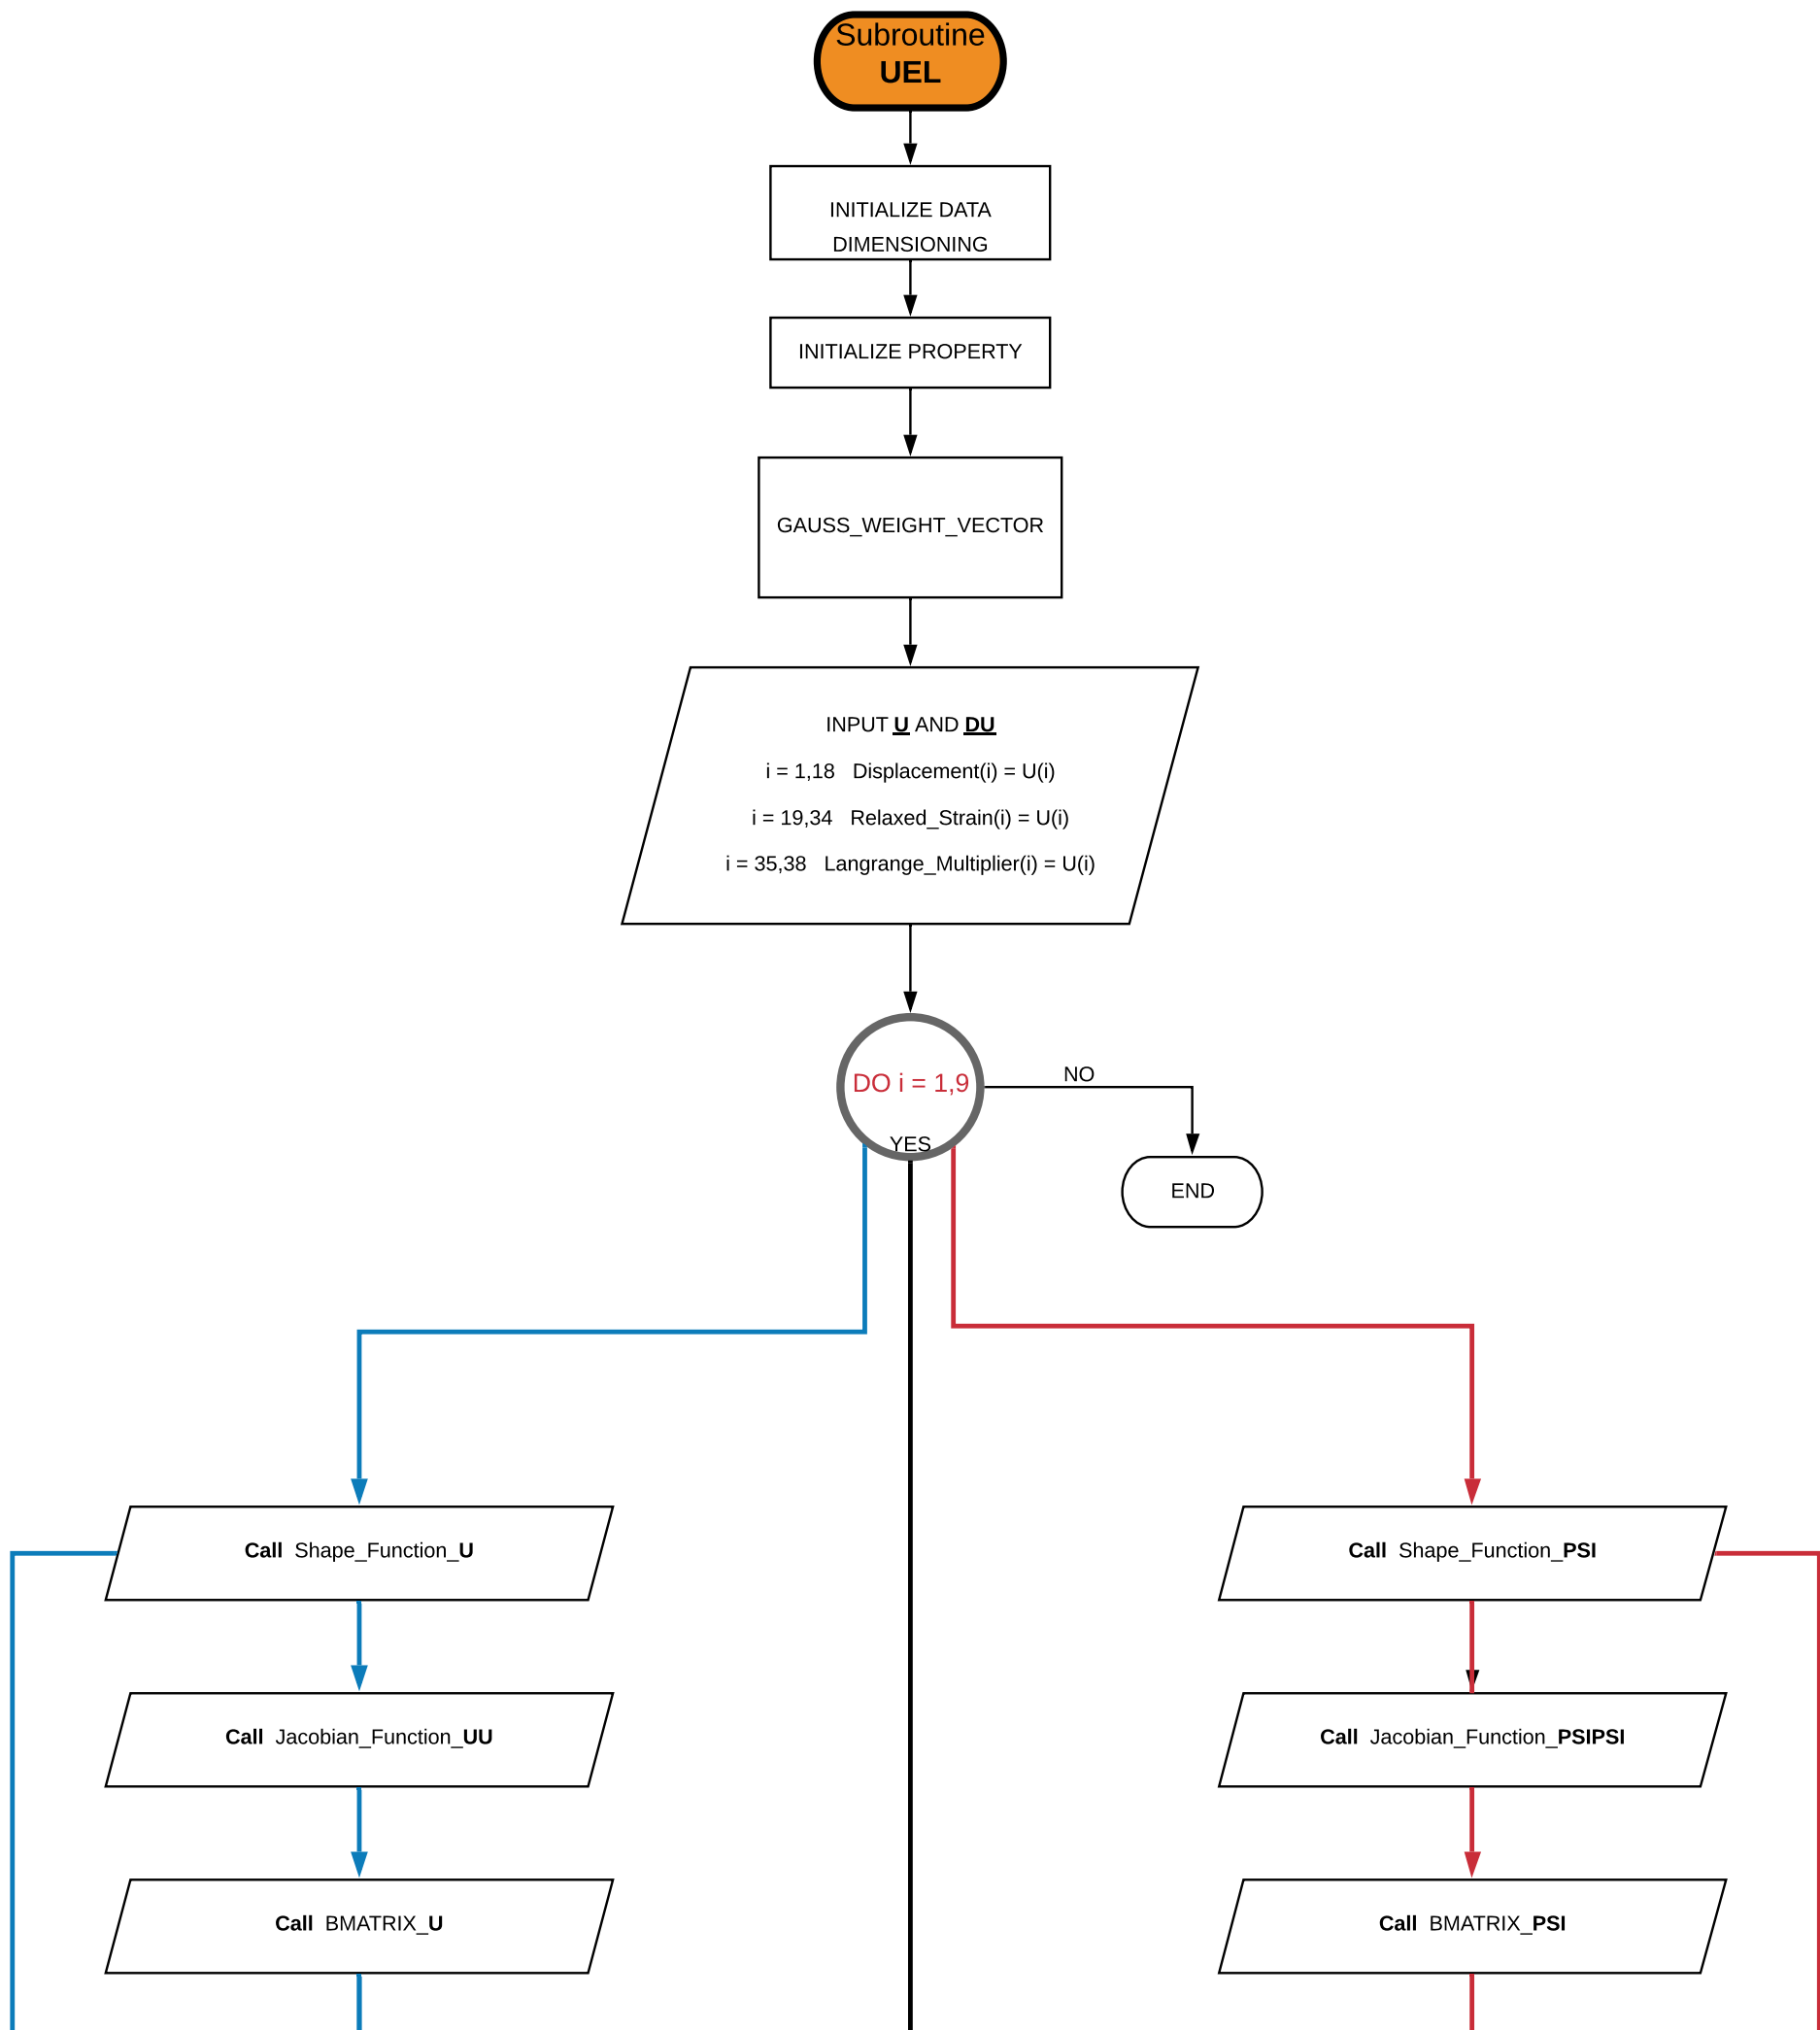 Subroutine
UEL
INITIALIZE DATA
DIMENSIONING
INITIALIZE PROPERTY
GAUSS_WEIGHT_VECTOR
INPUT U AND DU
i = 1,18 Displacement(i) = U(i)
i = 19,34 Relaxed_Strain(i) = U(i)
i = 35,38 Langrange_Multiplier(i) = U(i)
DO i = 1,9
NO
YES
END
Call Shape_Function_U
Call Shape_Function_PSI
Call Jacobian_Function_UU
Call Jacobian_Function_PSIPSI
Call BMATRIX_U
Call BMATRIX_PSI